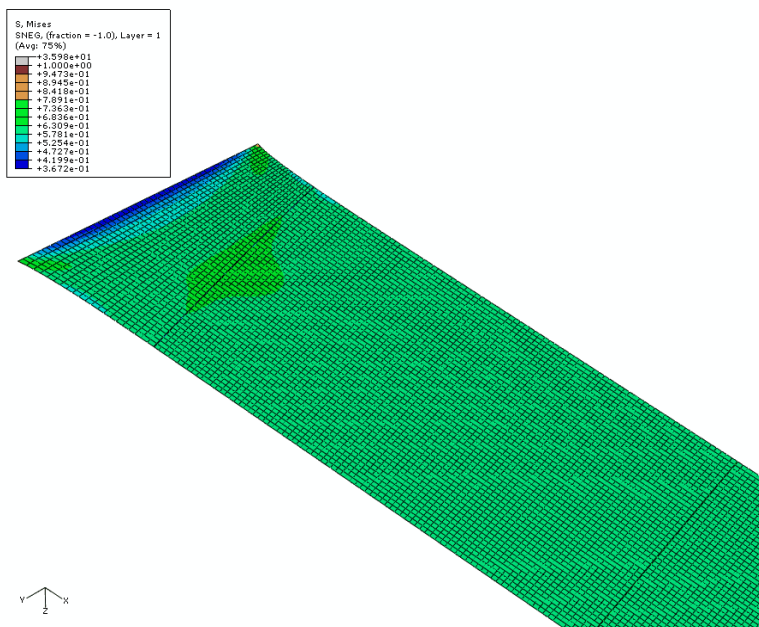 S, Mises
SNEG, (fraction = -1.0), Layer = 1
(Avg: 75%)
+3.598e+01
+1.000e+00
+9.473e-01
+8.945e-01
+8.418e-01
+7.891e-01
+7.363e-01
+6.836e-01
+6.309e-01
+5.781e-01
+5.254e-01
+4.727e-01
+4.199e-01
+3.672e-01
Y
X
Z